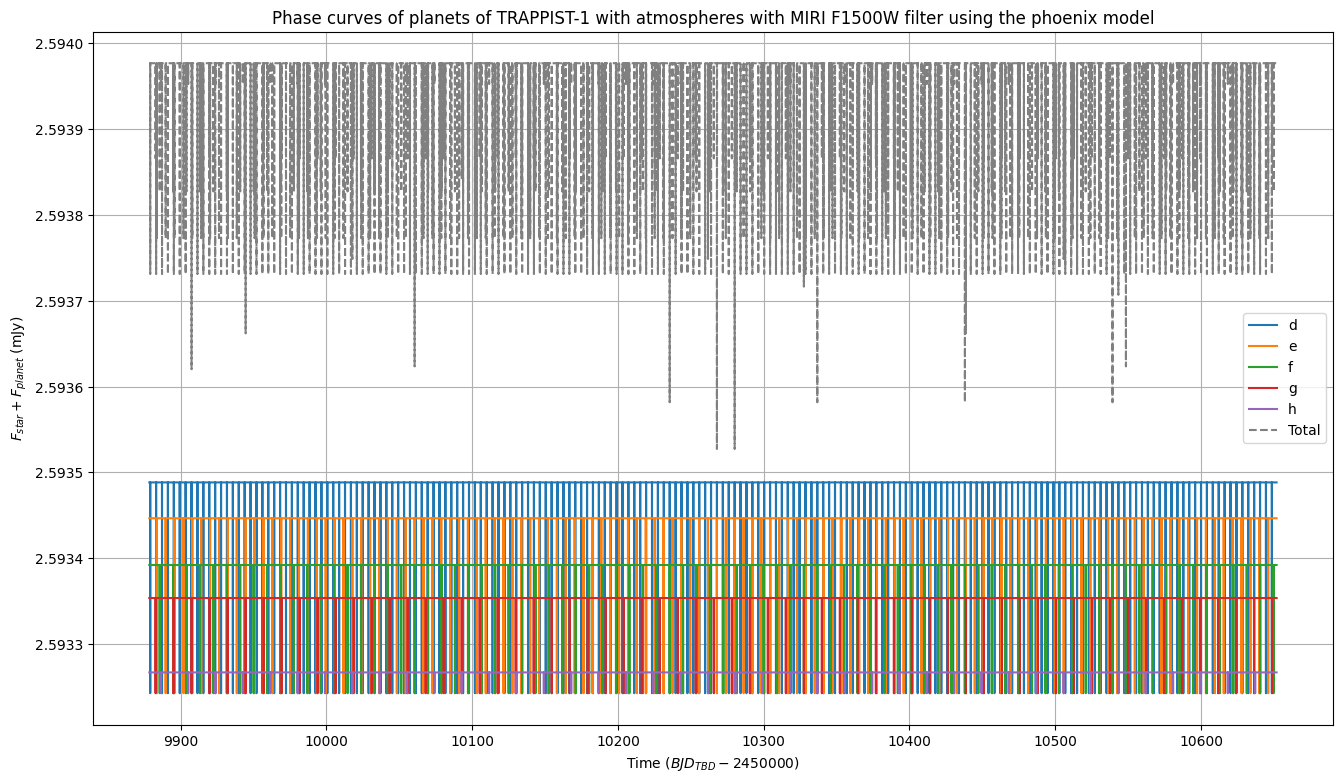 Phase curves of planets of TRAPPIST-1 with atmospheres with MIRI F1500W filter using the phoenix model
2.5940
2.5939
2.5938
2.5937
2.5936
2.5935
2.5934
2.5933
F_star + F_planet (mJy)
d
e
f
g
h
Total
9900
10000
10100
10200
10300
10400
10500
10600
Time (BJD_TBD − 2450000)